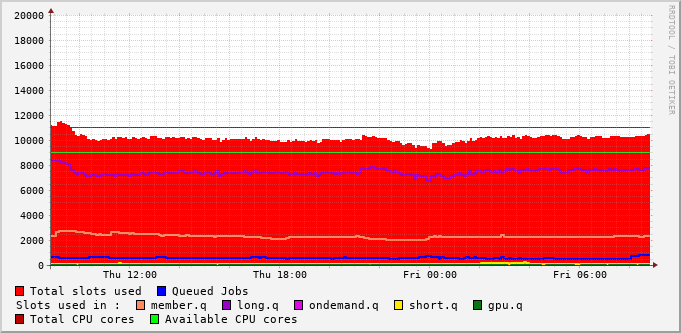 RRDTOOL / TOBI OETIKER
20000
18000
16000
14000
12000
10000
8000
6000
4000
2000
0
Thu 12:00 Thu 18:00 Fri 00:00 Fri 06:00
Total slots used Queued Jobs
Slots used in : member.q long.q ondemand.q short.q gpu.q
Total CPU cores Available CPU cores